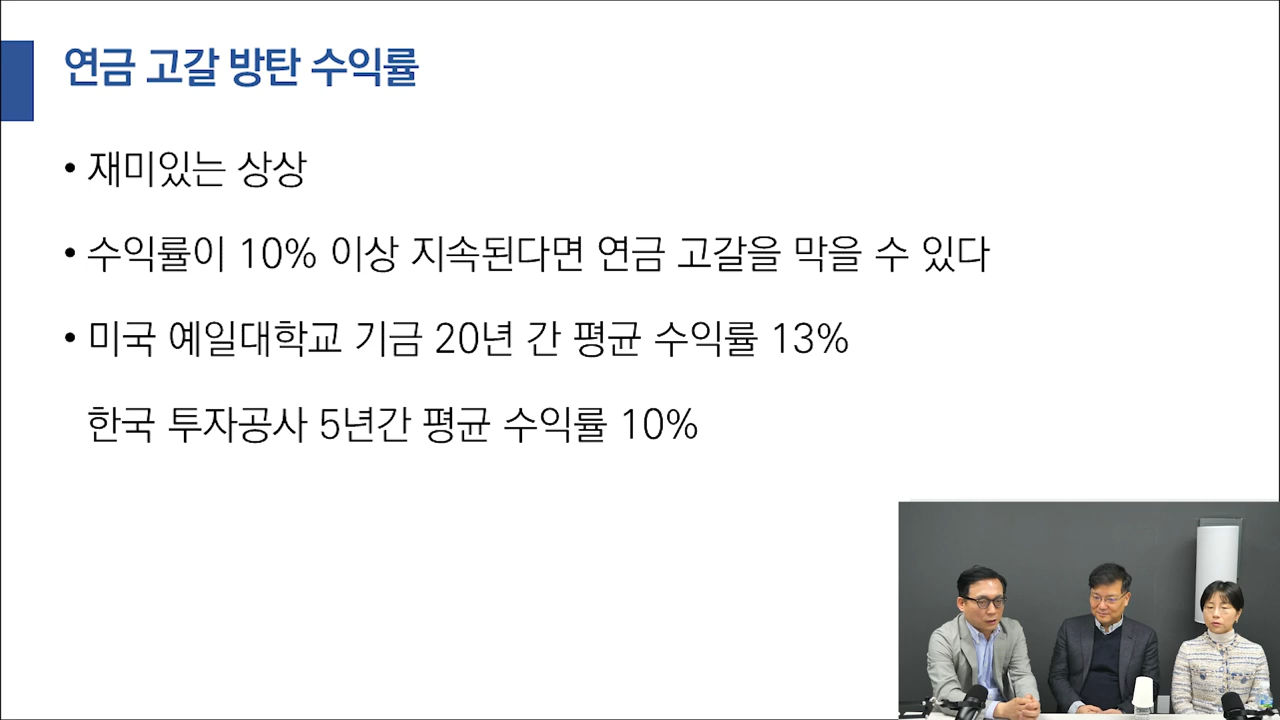 연금 고갈 방탄 수익률
• 재미있는 상상
• 수익률이 10% 이상 지속된다면 연금 고갈을 막을 수 있다
• 미국 예일대학교 기금 20년 간 평균 수익률 13%
한국 투자공사 5년간 평균 수익률 10%